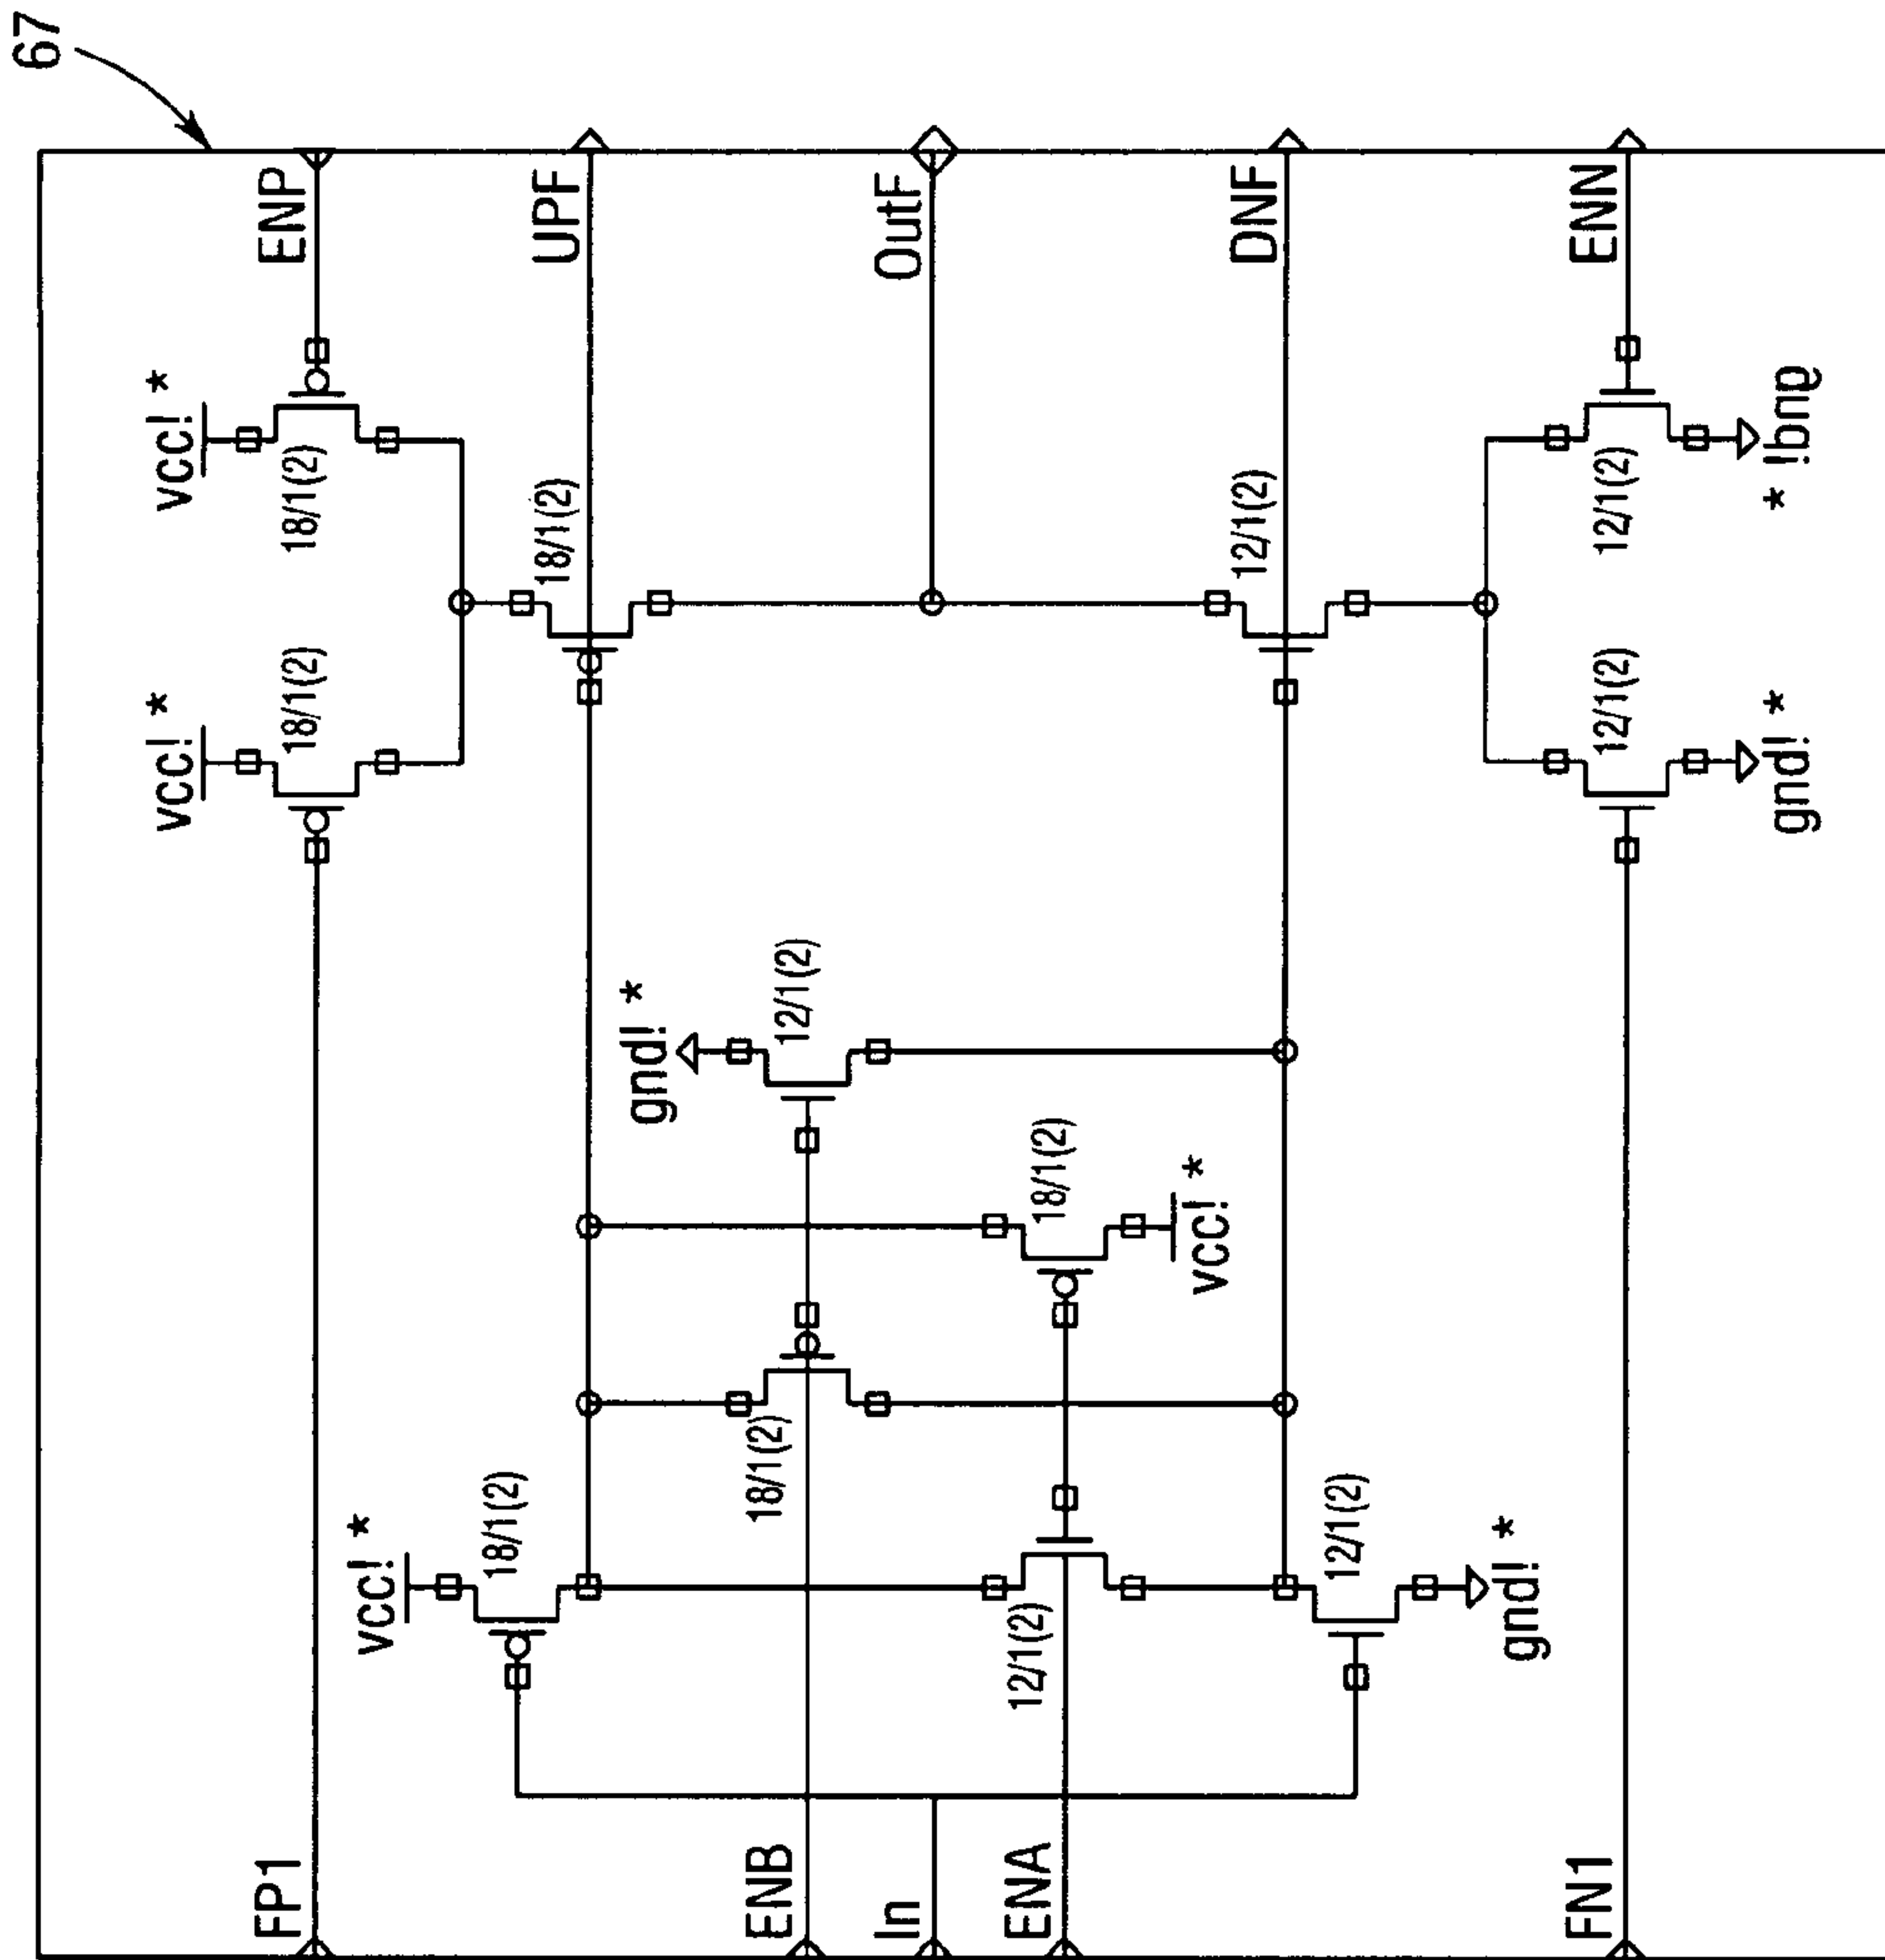 67
vcc! *
vcc! *
FP1
18/1(2)
18/1(2)
ENP
vcc! *
18/1(2)
18/1(2)
UPF
gnd! *
ENB
18/1(2)
12/1(2)
In
OutF
ENA
12/1(2)
18/1(2)
vcc! *
12/1(2)
DNF
12/1(2)
gnd! *
FN1
12/1(2)
12/1(2)
ENN
gnd! *
* gnd!